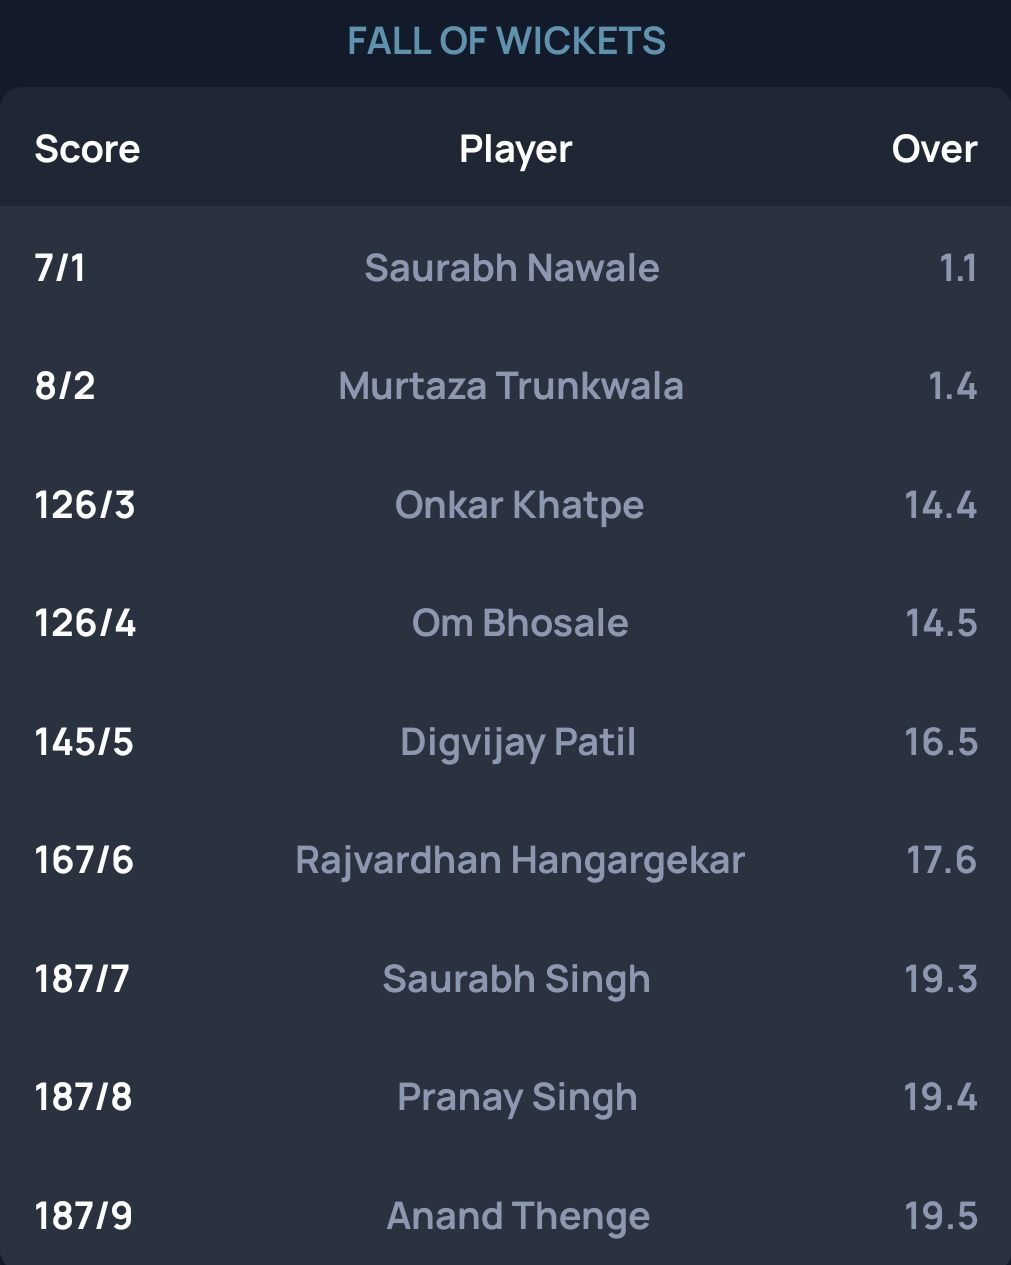 FALL OF WICKETS
Score Player Over
7/1 Saurabh Nawale 1.1
8/2 Murtaza Trunkwala 1.4
126/3 Onkar Khatpe 14.4
126/4 Om Bhosale 14.5
145/5 Digvijay Patil 16.5
167/6 Rajvardhan Hangargekar 17.6
187/7 Saurabh Singh 19.3
187/8 Pranay Singh 19.4
187/9 Anand Thenge 19.5